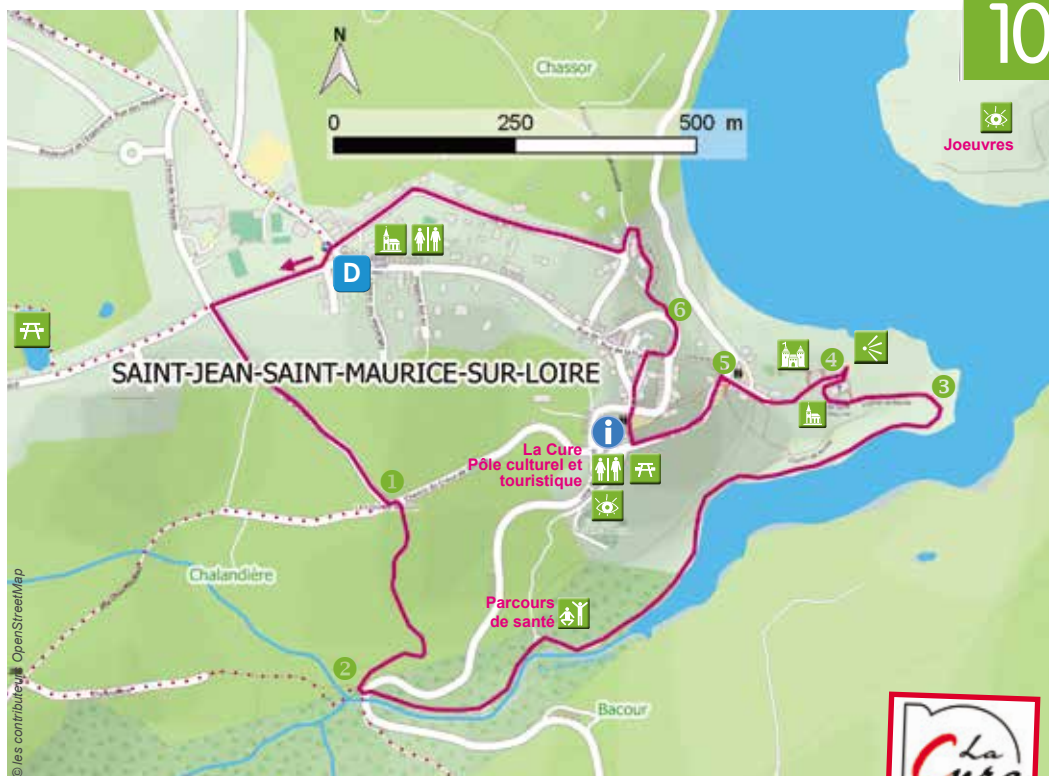 10
N
Chassor
0 250 500 m
Joeuvres
D
6
SAINT-JEAN-SAINT-MAURICE-SUR-LOIRE
5
4
3
i
La Cure
Pôle culturel et
touristique
1
Chalandière
Parcours
de santé
2
Bacour
© les contributeurs OpenStreetMap
La
Cure